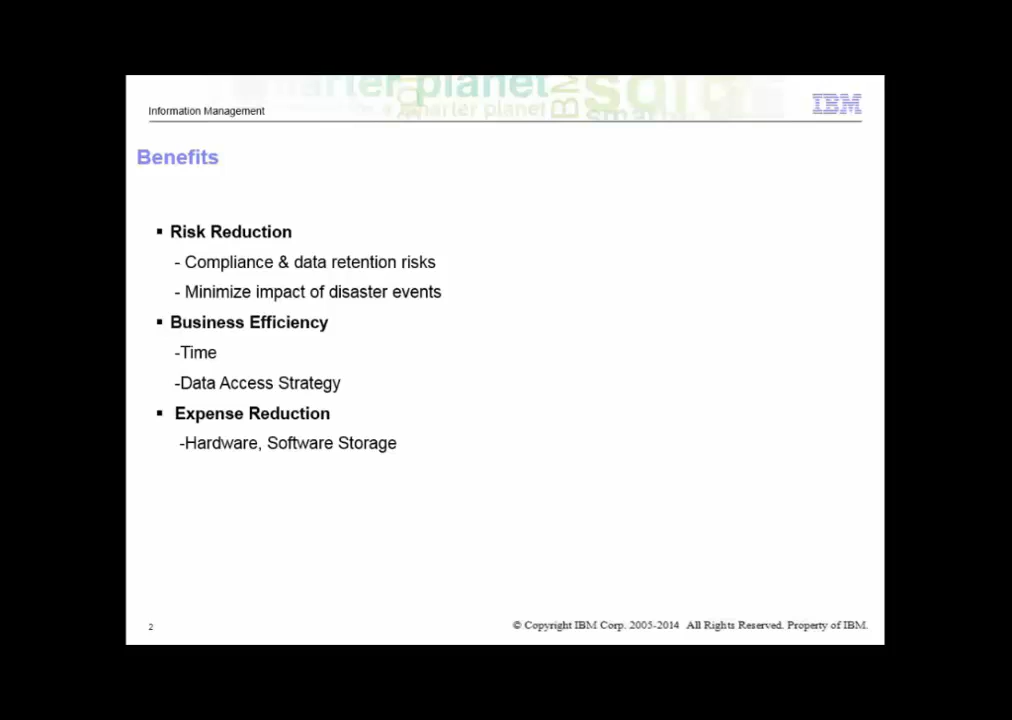 Information Management
IBM
Benefits
▪ Risk Reduction
- Compliance & data retention risks
- Minimize impact of disaster events
▪ Business Efficiency
-Time
-Data Access Strategy
▪ Expense Reduction
-Hardware, Software Storage
2
© Copyright IBM Corp. 2005-2014 All Rights Reserved. Property of IBM.